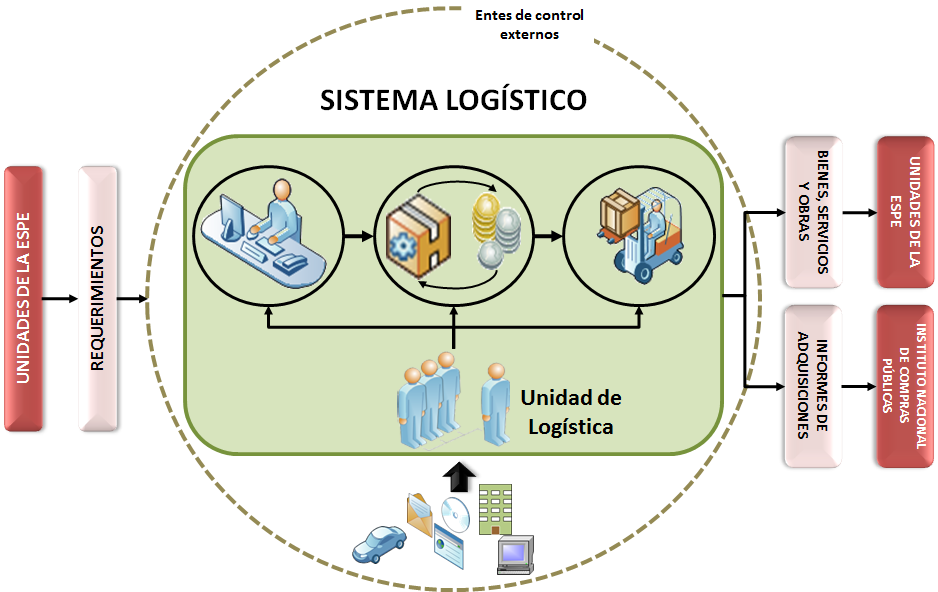 Entes de control
externos
SISTEMA LOGÍSTICO
UNIDADES DE LA ESPE
REQUERIMIENTOS
Unidad de
Logística
BIENES, SERVICIOS
Y OBRAS
UNIDADES DE LA
ESPE
INFORMES DE
ADQUISICIONES
INSTITUTO NACIONAL
DE COMPRAS
PÚBLICAS